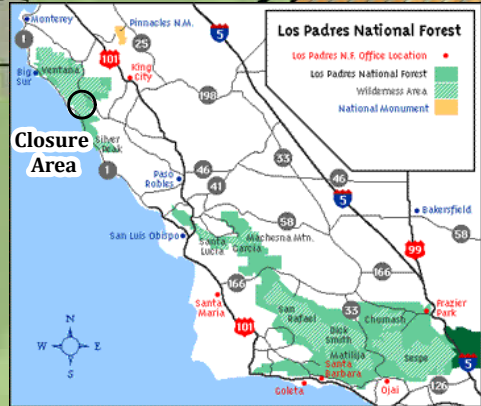 Los Padres National Forest
Los Padres N.F. Office Location
Los Padres National Forest
Wilderness Area
National Monument
Monterey
Pinnacles N.M.
1
101
25
5
Ventana
King
City
Big
Sur
198
Closure
Area
Silver
Peak
1
33
Paso
Robles
46
41
46
5
Bakersfield
58
58
99
San Luis Obispo
Santa
Lucia
Machesna Mtn.
Garcia
166
166
Santa
Maria
101
San
Rafael
33
Chumash
Frazier
Park
Dick
Smith
Matilija
Sespe
Santa
Barbara
5
Goleta
Ojai
126
N
W
E
S